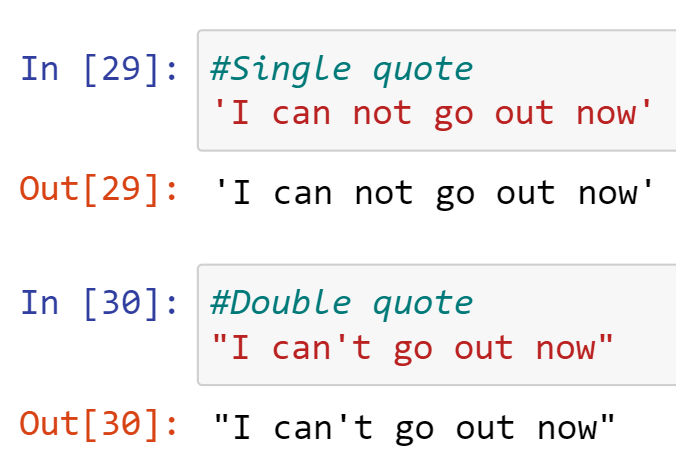 In [29]: #Single quote
'I can not go out now'
Out[29]: 'I can not go out now'
In [30]: #Double quote
"I can't go out now"
Out[30]: "I can't go out now"